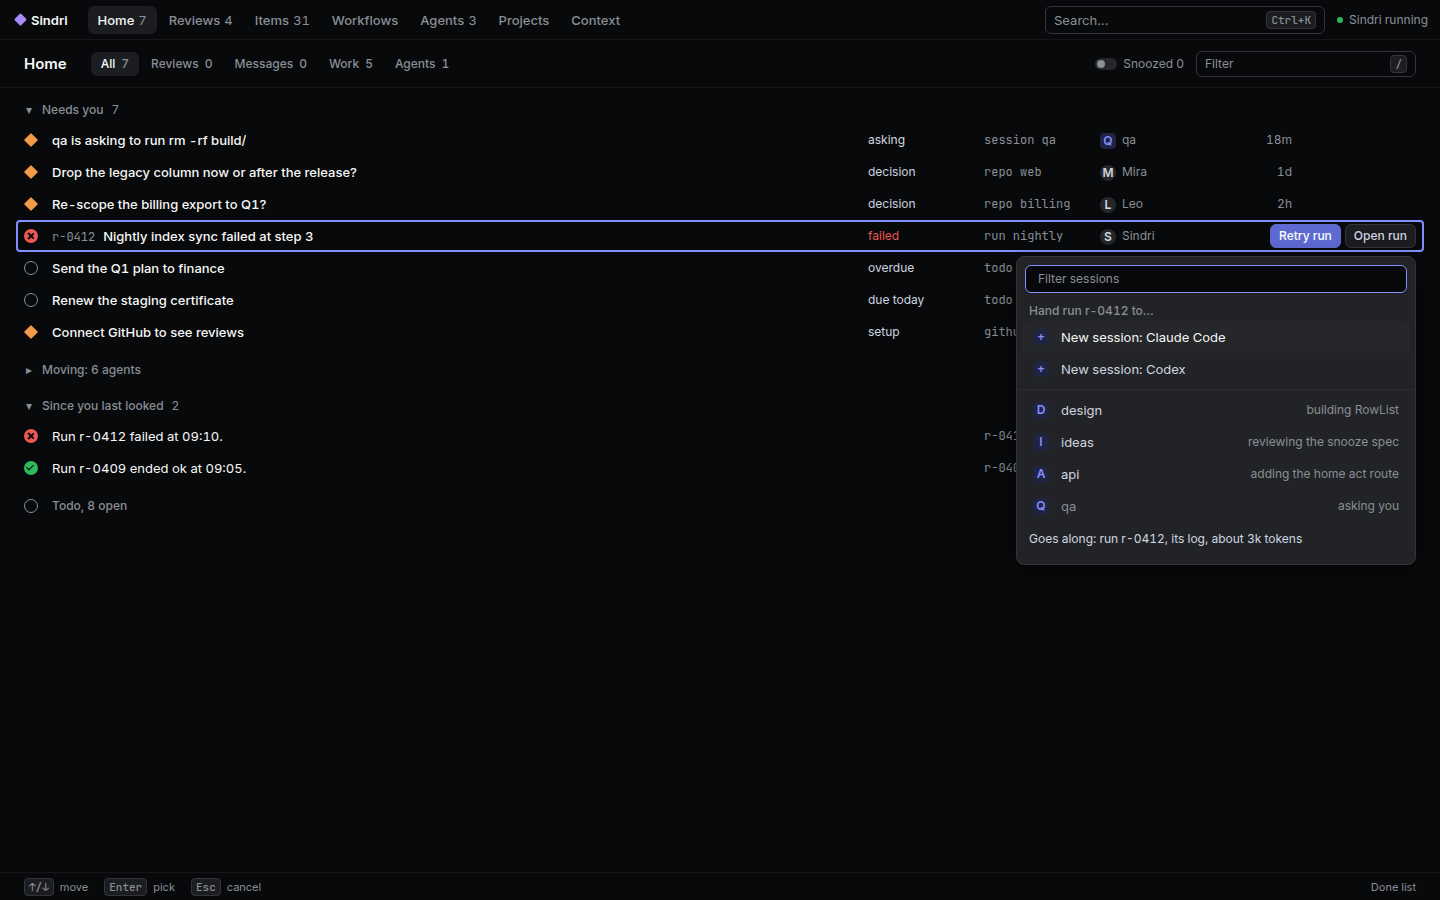 Sindri Home 7 Reviews 4 Items 31 Workflows Agents 3 Projects Context Search... Ctrl+K Sindri running
Home All 7 Reviews 0 Messages 0 Work 5 Agents 1 Snoozed 0 Filter /
Needs you 7
qa is asking to run rm -rf build/ asking session qa Q qa 18m
Drop the legacy column now or after the release? decision repo web M Mira 1d
Re-scope the billing export to Q1? decision repo billing L Leo 2h
r-0412 Nightly index sync failed at step 3 failed run nightly S Sindri Retry run Open run
Send the Q1 plan to finance overdue todo
Renew the staging certificate due today todo
Connect GitHub to see reviews setup
Moving: 6 agents
Since you last looked 2
Run r-0412 failed at 09:10.
Run r-0409 ended ok at 09:05.
Todo, 8 open
Filter sessions
Hand run r-0412 to...
+ New session: Claude Code
+ New session: Codex
D design building RowList
I ideas reviewing the snooze spec
A api adding the home act route
Q qa asking you
Goes along: run r-0412, its log, about 3k tokens
↑/↓ move Enter pick Esc cancel Done list